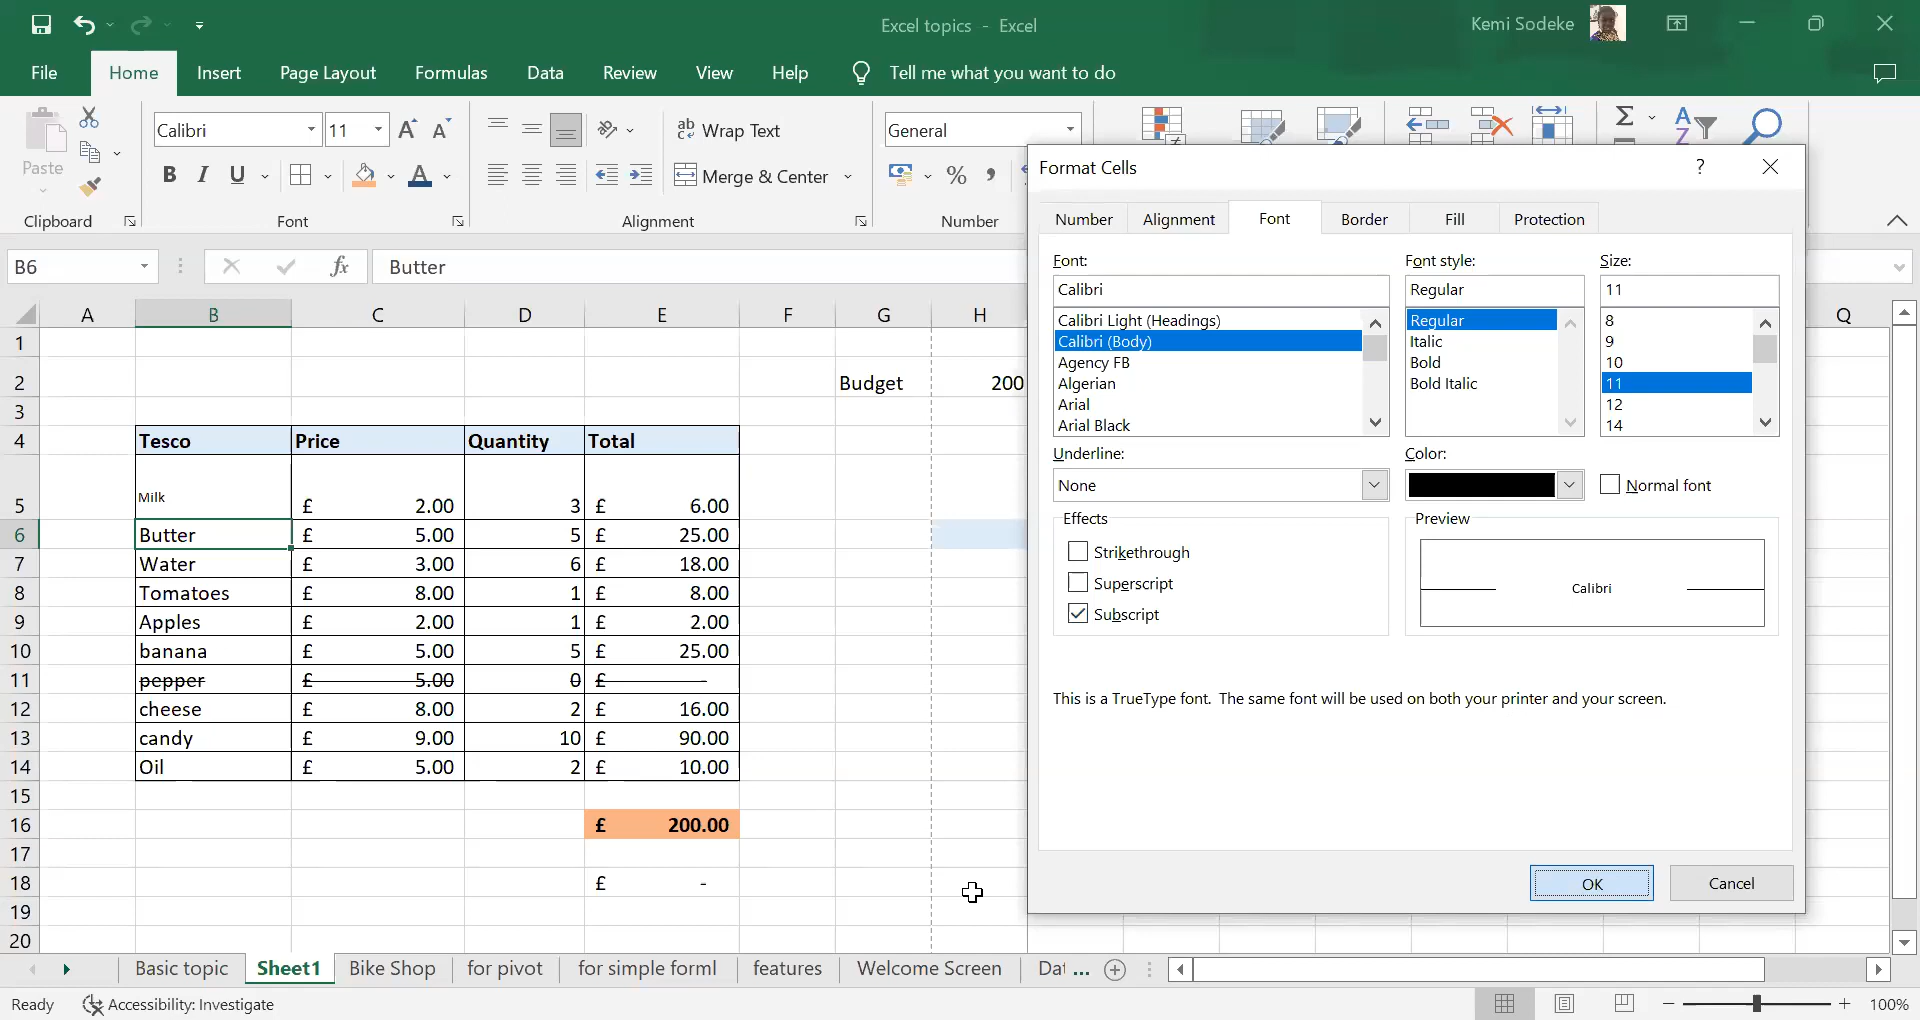 Excel topics - Excel
Kemi Sodeke
File Home Insert Page Layout Formulas Data Review View Help Tell me what you want to do
Paste
Clipboard
Calibri 11
B I U
Font
ab Wrap Text
Merge & Center
Alignment
General
%
Number
B6
fx Butter
A B C D E F G H Q
1
2 Budget 200
3
4 Tesco Price Quantity Total
5 Milk £ 2.00 3 £ 6.00
6 Butter £ 5.00 5 £ 25.00
7 Water £ 3.00 6 £ 18.00
8 Tomatoes £ 8.00 1 £ 8.00
9 Apples £ 2.00 1 £ 2.00
10 banana £ 5.00 5 £ 25.00
11 pepper £ 5.00 0 £ -
12 cheese £ 8.00 2 £ 16.00
13 candy £ 9.00 10 £ 90.00
14 Oil £ 5.00 2 £ 10.00
15
16 £ 200.00
17
18 £ -
19
20
Format Cells ?
Number Alignment Font Border Fill Protection
Font: Font style: Size:
Calibri Regular 11
Calibri Light (Headings) Regular 8
Calibri (Body) Italic 9
Agency FB Bold 10
Algerian Bold Italic 11
Arial 12
Arial Black 14
Underline: Color:
None Normal font
Effects Preview
Strikethrough
Superscript Calibri
Subscript
This is a TrueType font. The same font will be used on both your printer and your screen.
OK Cancel
Basic topic Sheet1 Bike Shop for pivot for simple forml features Welcome Screen Dat ...
Ready Accessibility: Investigate 100%